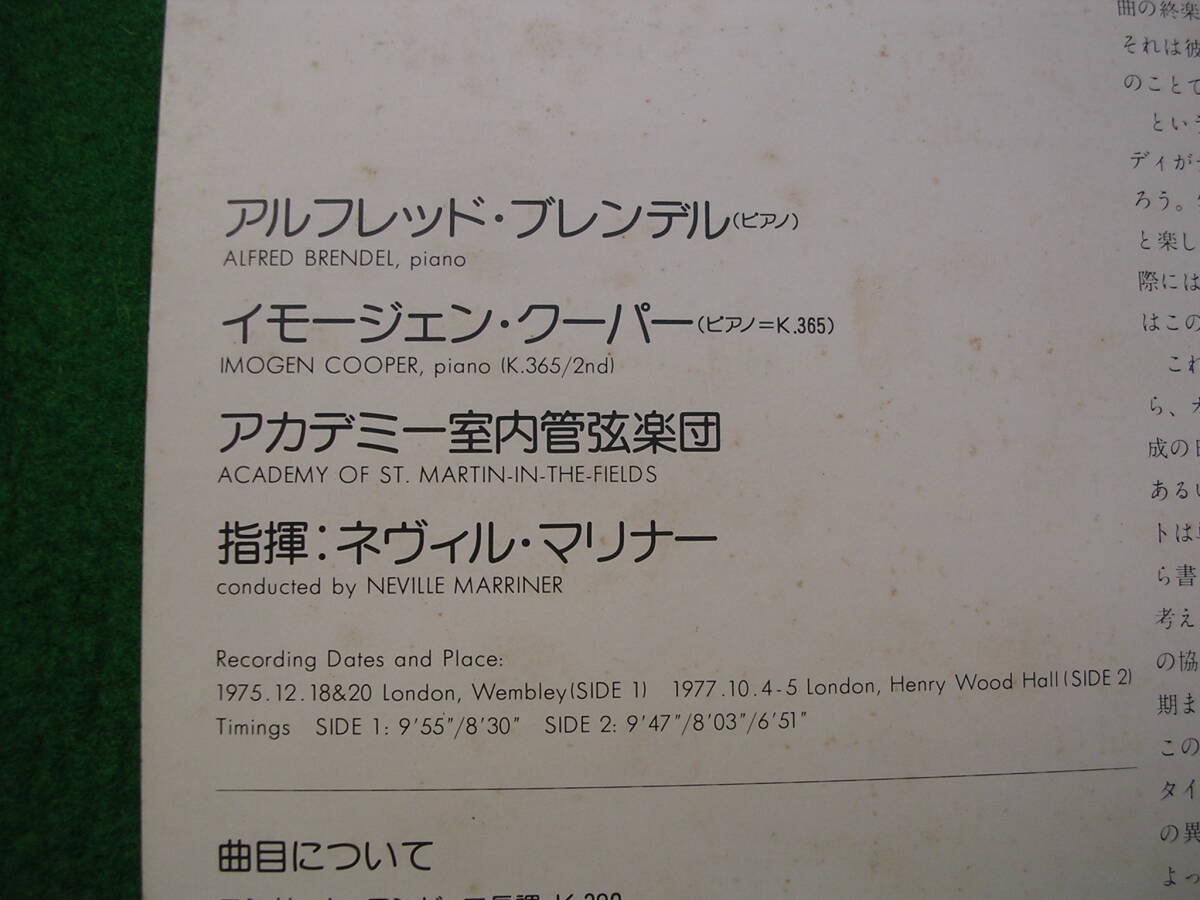 アルフレッド・ブレンデル(ピアノ)
ALFRED BRENDEL, piano
イモージェン・クーパー(ピアノ=K.365)
IMOGEN COOPER, piano (K.365/2nd)
アカデミー室内管弦楽団
ACADEMY OF ST. MARTIN-IN-THE-FIELDS
指揮:ネヴィル・マリナー
conducted by NEVILLE MARRINER
Recording Dates and Place:
1975.12.18&20 London, Wembley(SIDE 1) 1977.10.4-5 London, Henry Wood Hall(SIDE 2)
Timings SIDE 1: 9'55"/8'30" SIDE 2: 9'47"/8'03"/6'51"
曲目について
曲の終楽
それは彼
のことで
という
ディが
ろう。
と楽し
際には
はこの
これ
ら、
成の
ある
トは
ら書
考え
の協
期ま
この
タイ
の異
よっ